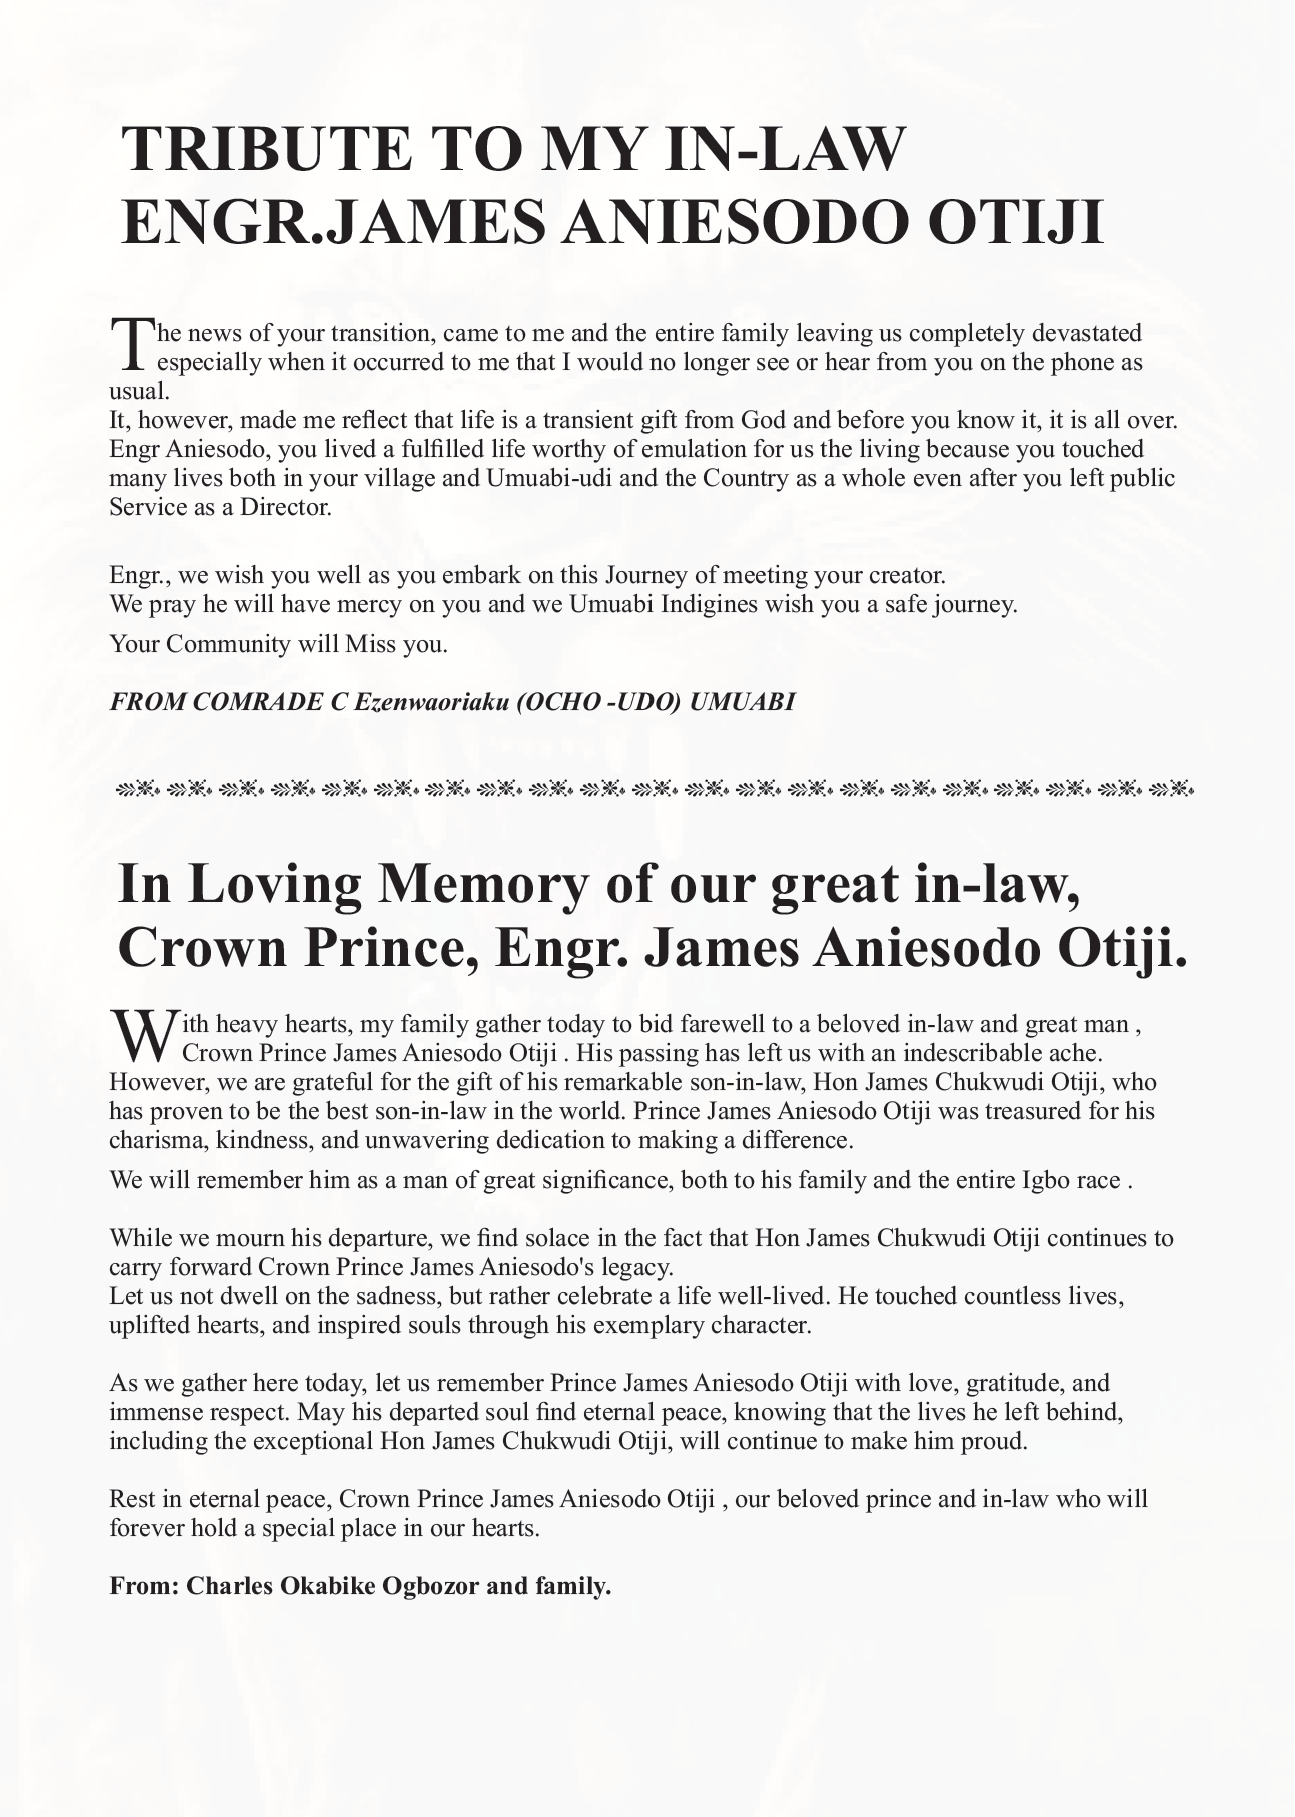 TRIBUTE TO MY IN-LAW
ENGR.JAMES ANIESODO OTIJI
The news of your transition, came to me and the entire family leaving us completely devastated
especially when it occurred to me that I would no longer see or hear from you on the phone as
usual.
It, however, made me reflect that life is a transient gift from God and before you know it, it is all over.
Engr Aniesodo, you lived a fulfilled life worthy of emulation for us the living because you touched
many lives both in your village and Umuabi-udi and the Country as a whole even after you left public
Service as a Director.
Engr., we wish you well as you embark on this Journey of meeting your creator.
We pray he will have mercy on you and we Umuabi Indigines wish you a safe journey.
Your Community will Miss you.
FROM COMRADE C Ezenwaoriaku (OCHO -UDO) UMUABI
In Loving Memory of our great in-law,
Crown Prince, Engr. James Aniesodo Otiji.
With heavy hearts, my family gather today to bid farewell to a beloved in-law and great man ,
Crown Prince James Aniesodo Otiji . His passing has left us with an indescribable ache.
However, we are grateful for the gift of his remarkable son-in-law, Hon James Chukwudi Otiji, who
has proven to be the best son-in-law in the world. Prince James Aniesodo Otiji was treasured for his
charisma, kindness, and unwavering dedication to making a difference.
We will remember him as a man of great significance, both to his family and the entire Igbo race .
While we mourn his departure, we find solace in the fact that Hon James Chukwudi Otiji continues to
carry forward Crown Prince James Aniesodo's legacy.
Let us not dwell on the sadness, but rather celebrate a life well-lived. He touched countless lives,
uplifted hearts, and inspired souls through his exemplary character.
As we gather here today, let us remember Prince James Aniesodo Otiji with love, gratitude, and
immense respect. May his departed soul find eternal peace, knowing that the lives he left behind,
including the exceptional Hon James Chukwudi Otiji, will continue to make him proud.
Rest in eternal peace, Crown Prince James Aniesodo Otiji , our beloved prince and in-law who will
forever hold a special place in our hearts.
From: Charles Okabike Ogbozor and family.